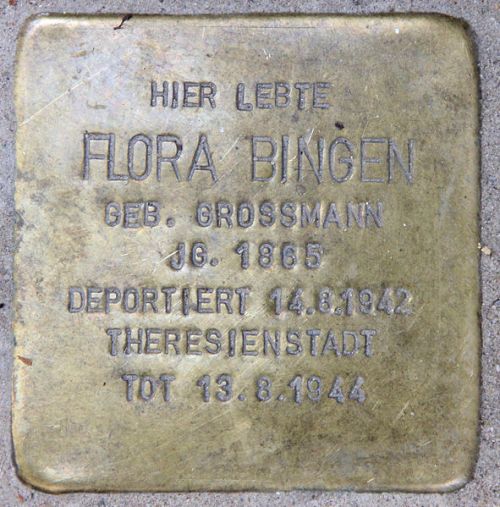 HIER LEBTE
FLORA BINGEN
GEB. GROSSMANN
JG. 1865
DEPORTIERT 14.8.1942
THERESIENSTADT
TOT 13.8.1944